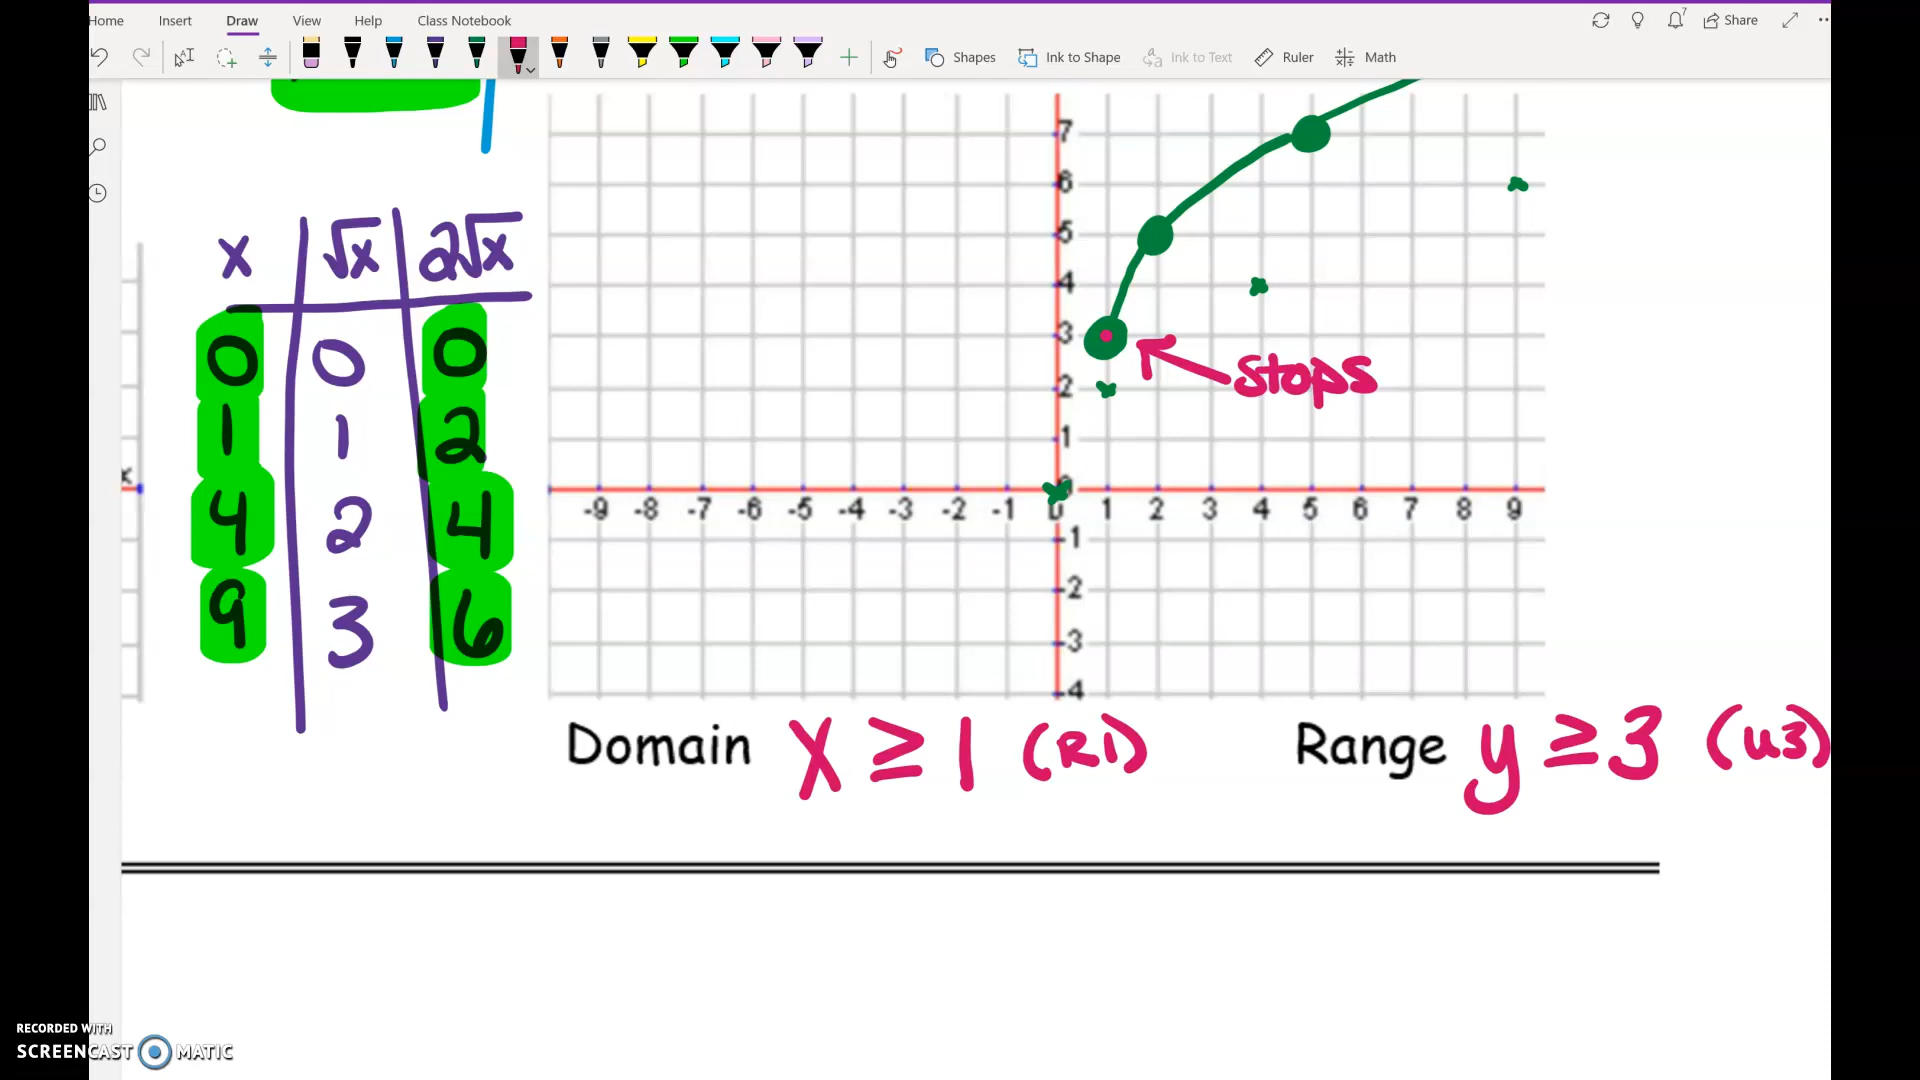 Home Insert Draw View Help Class Notebook 7 Share
Shapes Ink to Shape Ink to Text Ruler Math
x √x 2√x
0 0 0
1 1 2
4 2 4
9 3 6
7
6
5
4
3
2
1
0
-9 -8 -7 -6 -5 -4 -3 -2 -1 0 1 2 3 4 5 6 7 8 9
-1
-2
-3
-4
stops
x
Domain x ≥ 1 (R1) Range y ≥ 3 (u3)
RECORDED WITH
SCREENCAST MATIC